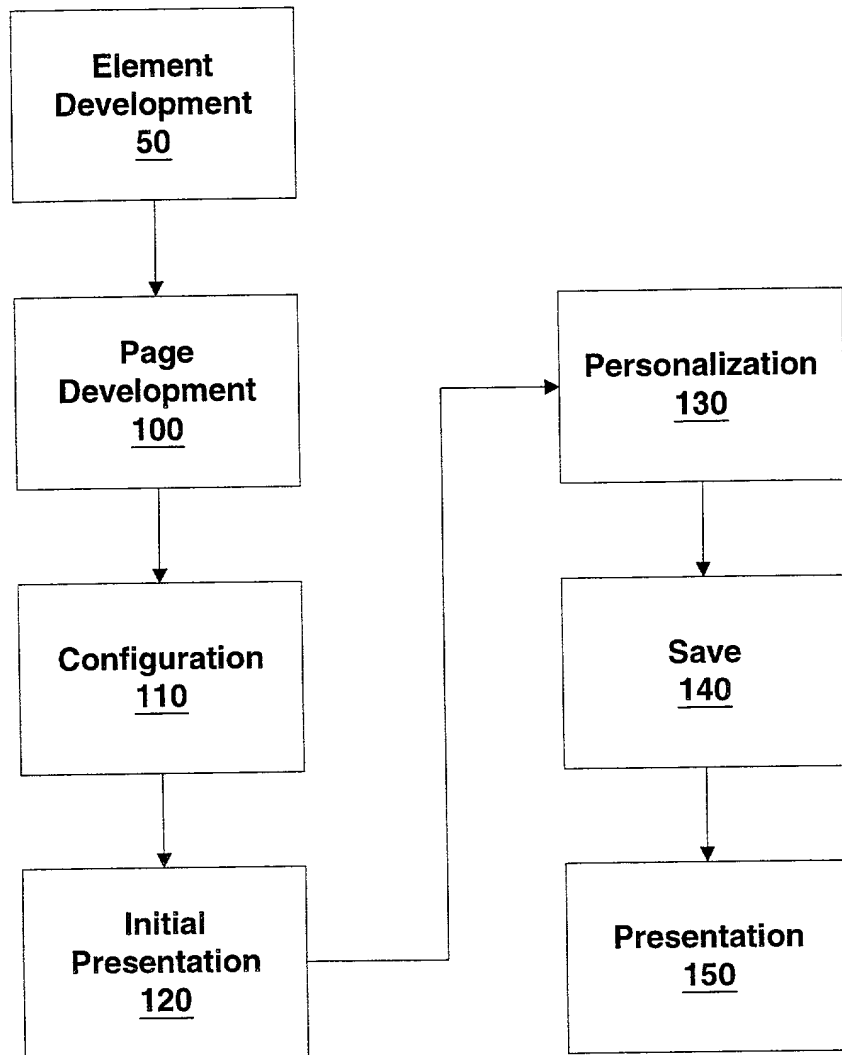 Element
Development
50
Page
Development
100
Configuration
110
Initial
Presentation
120
Personalization
130
Save
140
Presentation
150